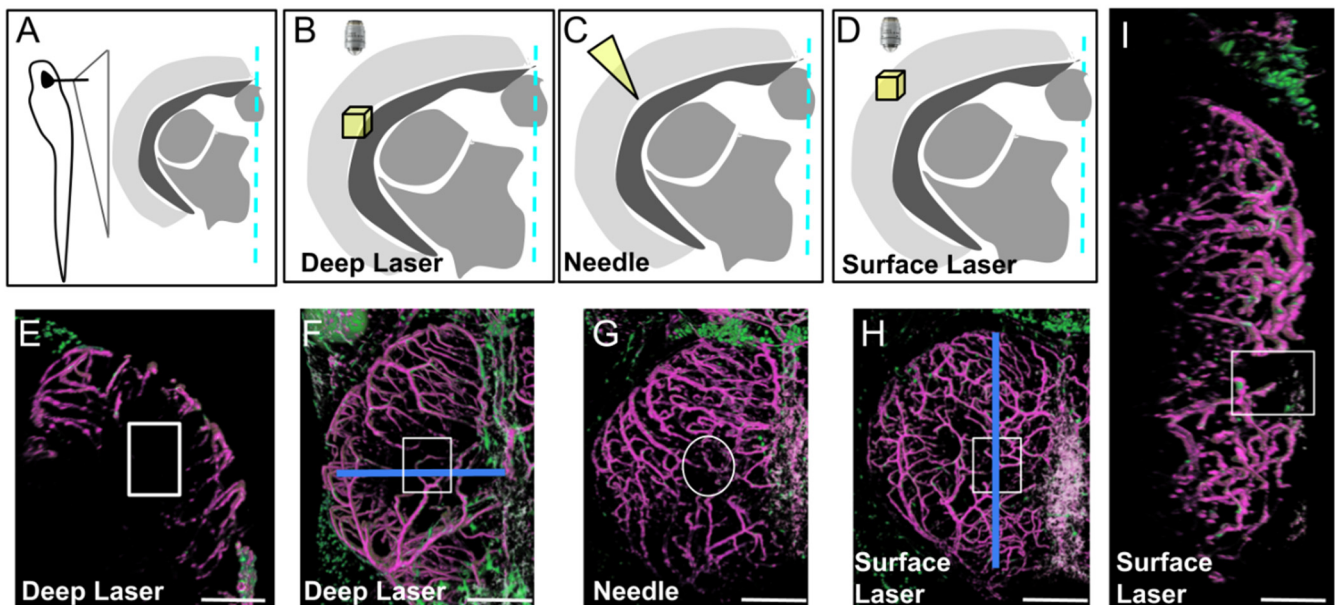 A
B
C
D
I
Deep Laser
Needle
Surface Laser
E
F
G
H
Deep Laser
Deep Laser
Needle
Surface
Laser
Surface
Laser